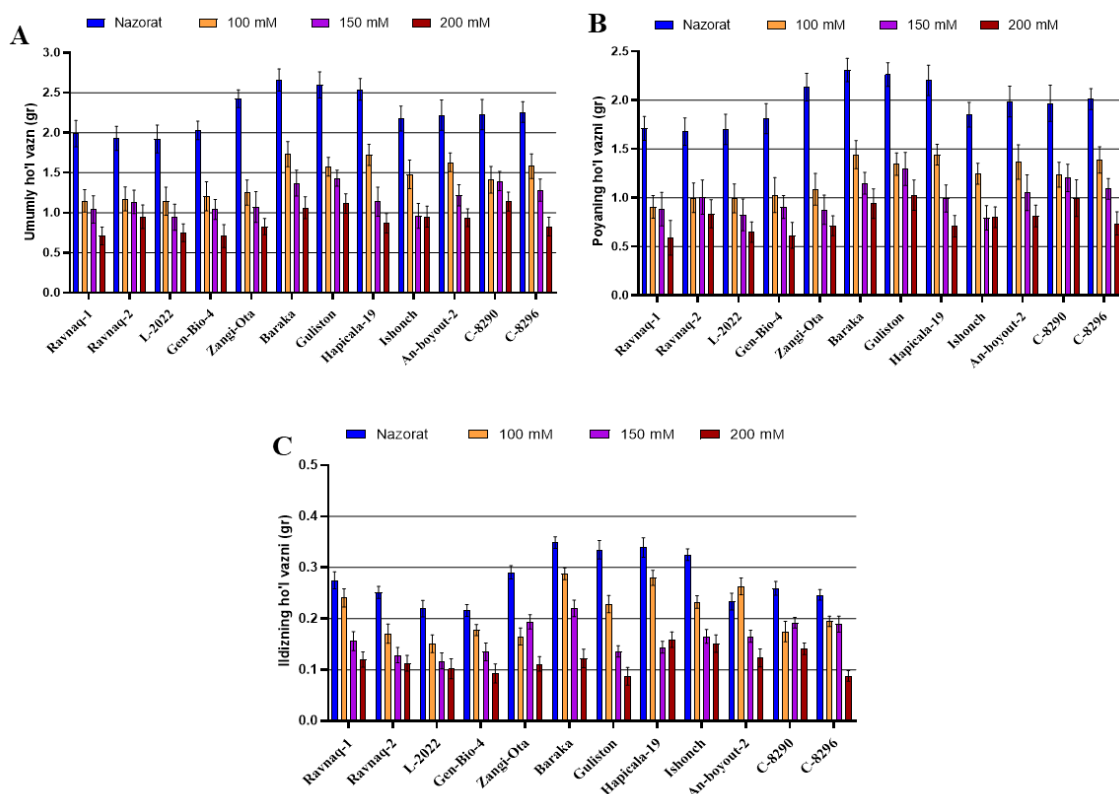 A
Nazorat 100 mM 150 mM 200 mM
Umumiy ho'l vazn (gr)
3.0
2.5
2.0
1.5
1.0
0.5
0.0
Ravnaq-1
Ravnaq-2
L-2022
Gen-Bio-4
Zangi-Ota
Baraka
Guliston
Hapicala-19
Ishonch
An-boyout-2
C-8290
C-8296
B
Nazorat 100 mM 150 mM 200 mM
Poyaning ho'l vazni (gr)
2.5
2.0
1.5
1.0
0.5
0.0
Ravnaq-1
Ravnaq-2
L-2022
Gen-Bio-4
Zangi-Ota
Baraka
Guliston
Hapicala-19
Ishonch
An-boyout-2
C-8290
C-8296
C
Nazorat 100 mM 150 mM 200 mM
Ildizning ho'l vazni (gr)
0.5
0.4
0.3
0.2
0.1
0.0
Ravnaq-1
Ravnaq-2
L-2022
Gen-Bio-4
Zangi-Ota
Baraka
Guliston
Hapicala-19
Ishonch
An-boyout-2
C-8290
C-8296